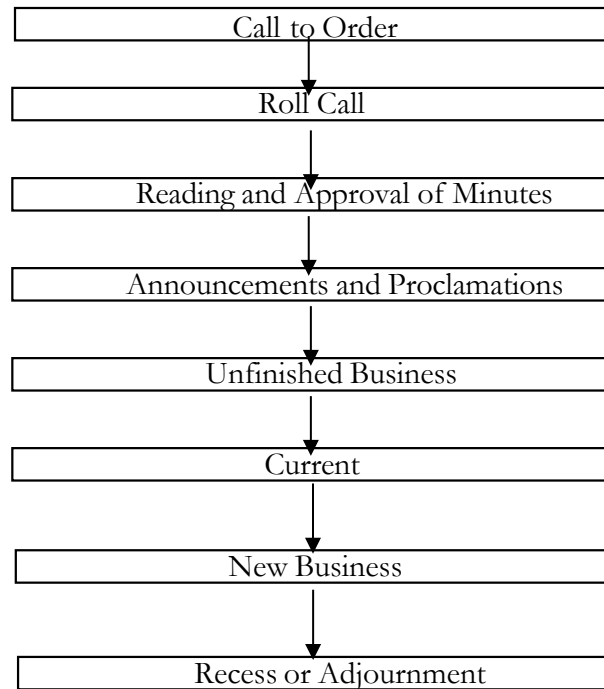 Call to Order
Roll Call
Reading and Approval of Minutes
Announcements and Proclamations
Unfinished Business
Current
New Business
Recess or Adjournment